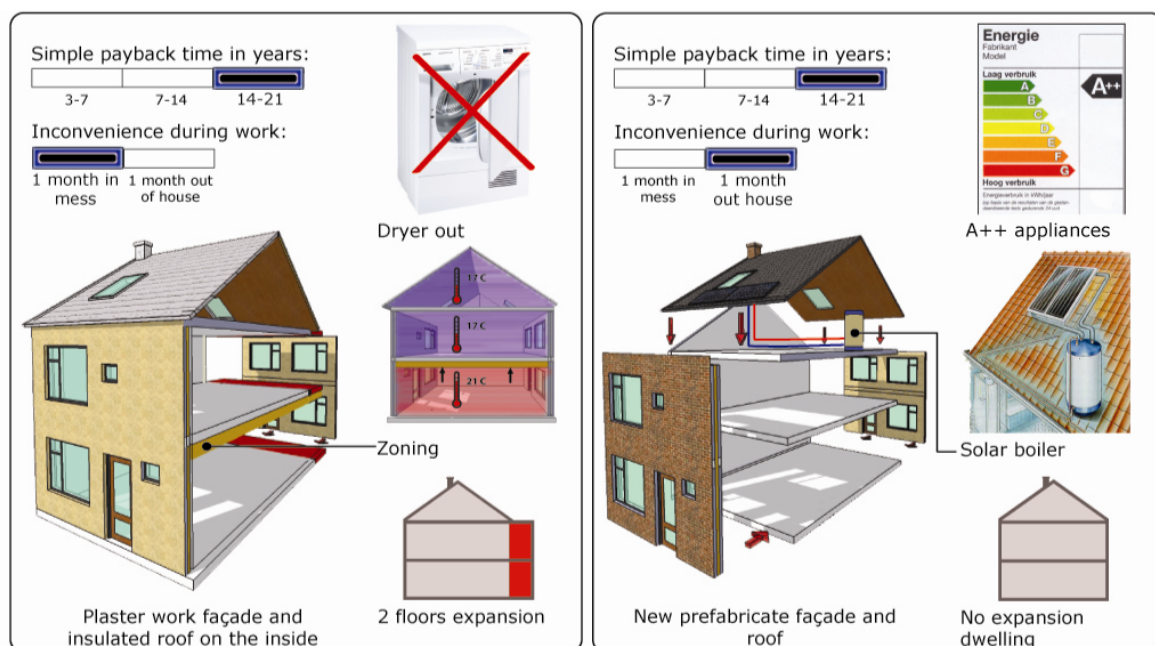 Simple payback time in years:
3-7
7-14
14-21
Inconvenience during work:
1 month in
mess
1 month out
of house
Dryer out
17 C
17 C
21 C
Zoning
Plaster work façade and
insulated roof on the inside
2 floors expansion
Simple payback time in years:
3-7
7-14
14-21
Inconvenience during work:
1 month in
mess
1 month
out house
Energie
Fabrikant
Model
Laag verbruik
A
B
C
D
E
F
G
A++
Hoog verbruik
Energieverbruik in kWh/jaar
A++ appliances
Solar boiler
New prefabricate façade and
roof
No expansion
dwelling